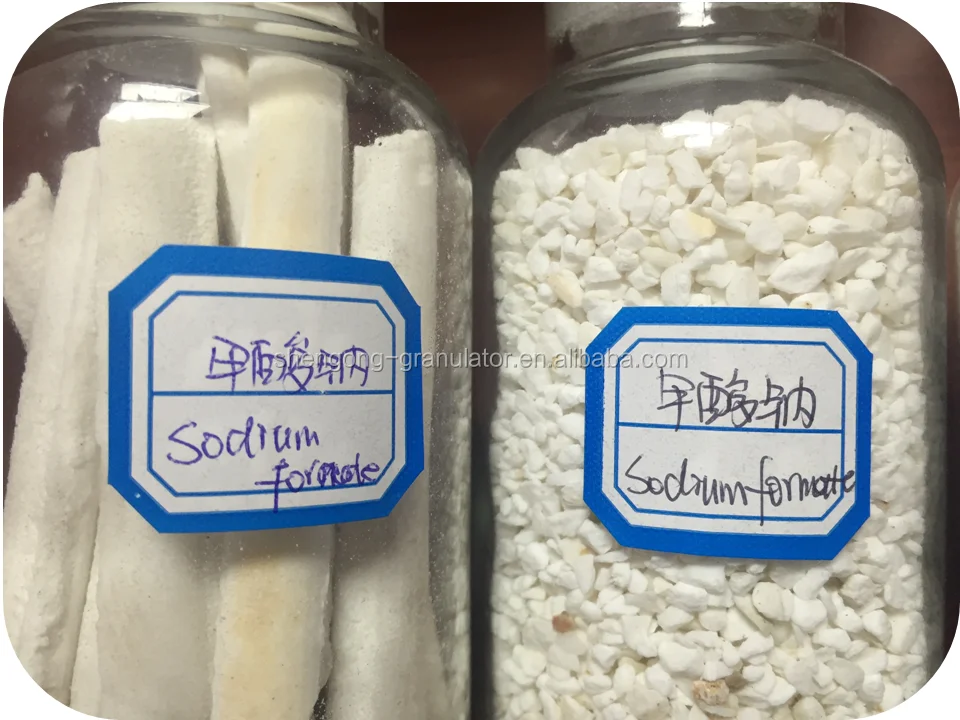 甲酸钠
Sodium
formate
shengong-granulator.en.alibaba.com
甲酸钠
Sodium formate